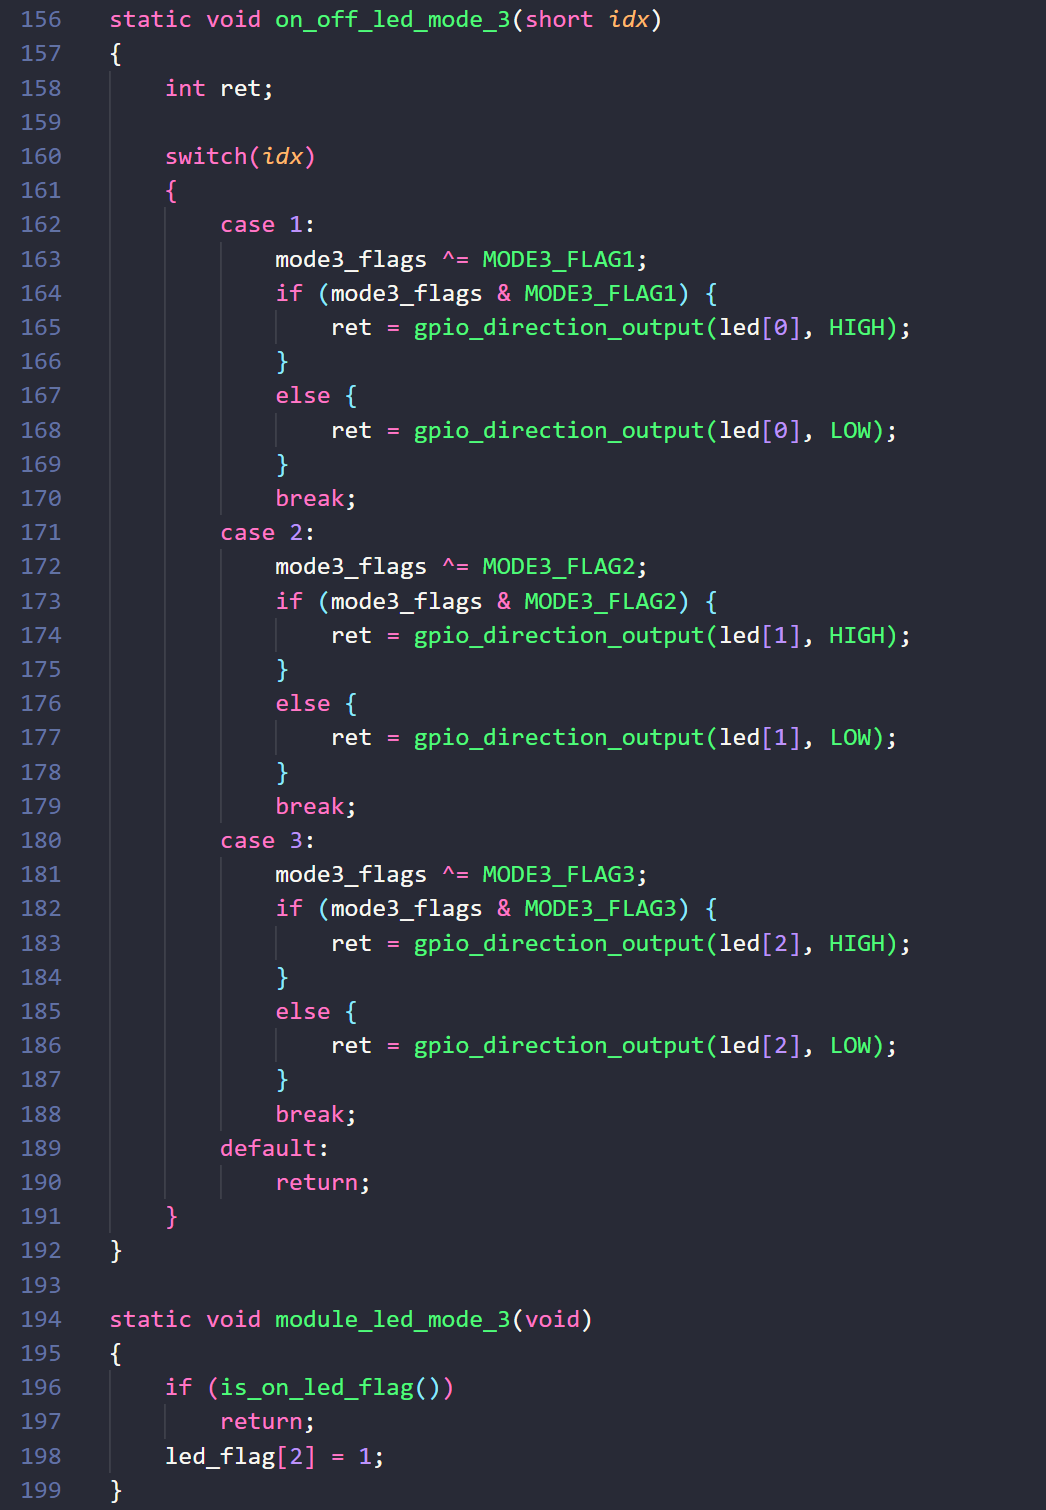 156 static void on_off_led_mode_3(short idx)
157 {
158     int ret;
159
160     switch(idx)
161     {
162         case 1:
163             mode3_flags ^= MODE3_FLAG1;
164             if (mode3_flags & MODE3_FLAG1) {
165                 ret = gpio_direction_output(led[0], HIGH);
166             }
167             else {
168                 ret = gpio_direction_output(led[0], LOW);
169             }
170             break;
171         case 2:
172             mode3_flags ^= MODE3_FLAG2;
173             if (mode3_flags & MODE3_FLAG2) {
174                 ret = gpio_direction_output(led[1], HIGH);
175             }
176             else {
177                 ret = gpio_direction_output(led[1], LOW);
178             }
179             break;
180         case 3:
181             mode3_flags ^= MODE3_FLAG3;
182             if (mode3_flags & MODE3_FLAG3) {
183                 ret = gpio_direction_output(led[2], HIGH);
184             }
185             else {
186                 ret = gpio_direction_output(led[2], LOW);
187             }
188             break;
189         default:
190             return;
191     }
192 }
193
194 static void module_led_mode_3(void)
195 {
196     if (is_on_led_flag())
197         return;
198     led_flag[2] = 1;
199 }